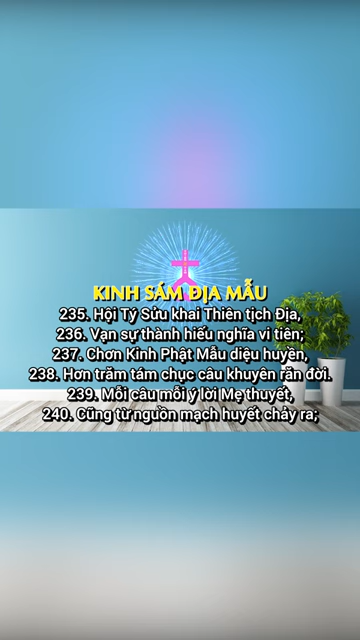 KINH SÁM ĐỊA MẪU
235. Hội Tý Sửu khai Thiên tịch Địa,
236. Vạn sự thành hiếu nghĩa vi tiên;
237. Chơn Kinh Phật Mẫu diệu huyền,
238. Hơn trăm tám chục câu khuyên răn đời.
239. Mỗi câu mỗi ý lời Mẹ thuyết,
240. Cũng từ nguồn mạch huyết chảy ra;